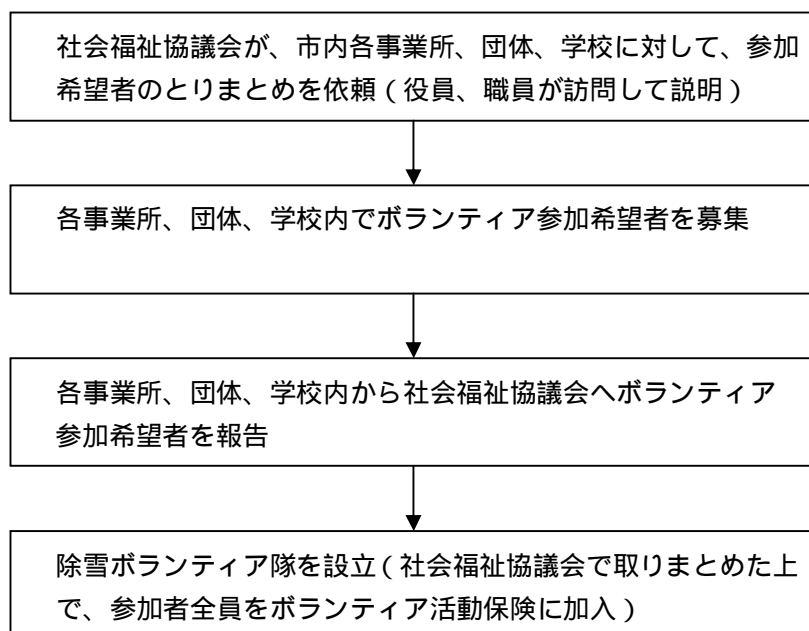 社会福祉協議会が、市内各事業所、団体、学校に対して、参加
希望者のとりまとめを依頼（役員、職員が訪問して説明）
各事業所、団体、学校内でボランティア参加希望者を募集
各事業所、団体、学校内から社会福祉協議会へボランティア
参加希望者を報告
除雪ボランティア隊を設立（社会福祉協議会で取りまとめた上
で、参加者全員をボランティア活動保険に加入）